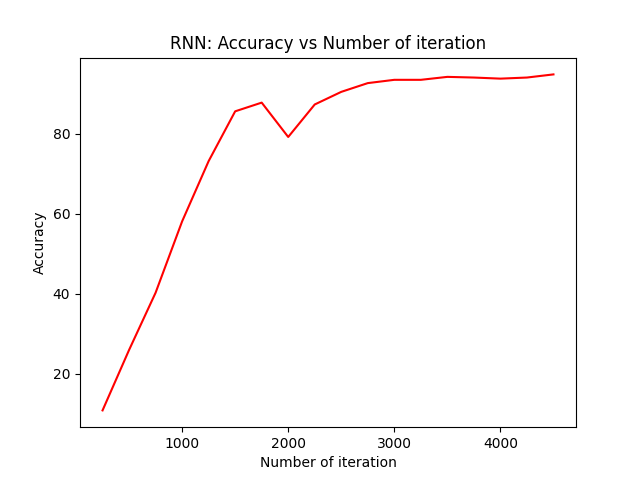 RNN: Accuracy vs Number of iteration
80
60
40
20
Accuracy
1000 2000 3000 4000
Number of iteration